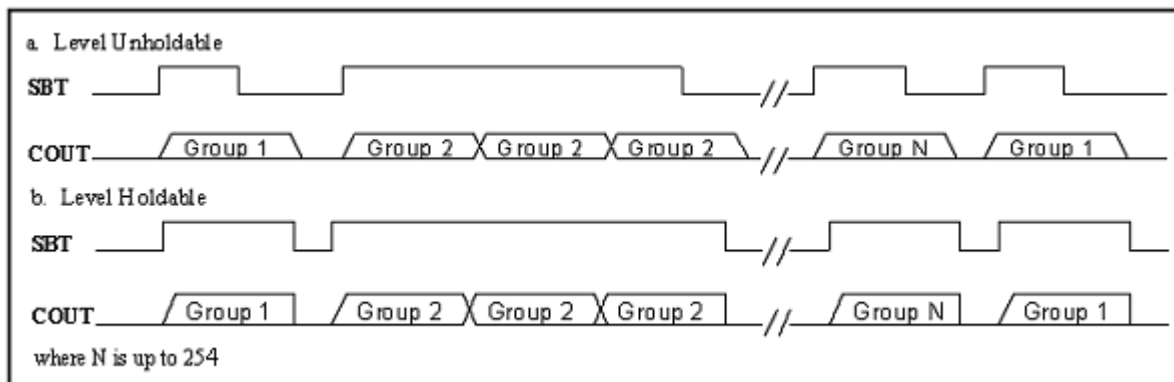 a. Level Unholdable
SBT
//
COUT Group 1 Group 2 Group 2 Group 2 // Group N Group 1
b. Level Holdable
SBT
//
COUT Group 1 Group 2 Group 2 Group 2 // Group N Group 1
where N is up to 254